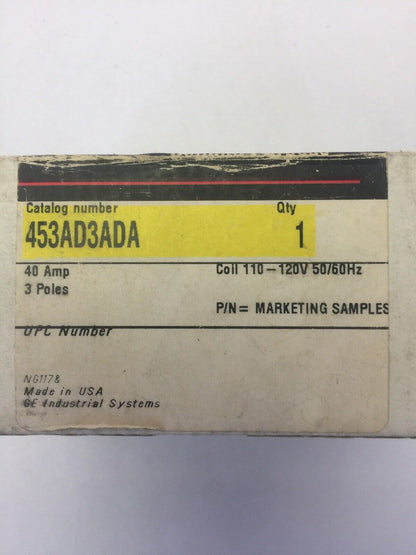 Catalog number Qty
453AD3ADA 1
40 Amp Coil 110-120V 50/60Hz
3 Poles
P/N= MARKETING SAMPLES
UPC Number
NG1178
Made in USA
GE Industrial Systems